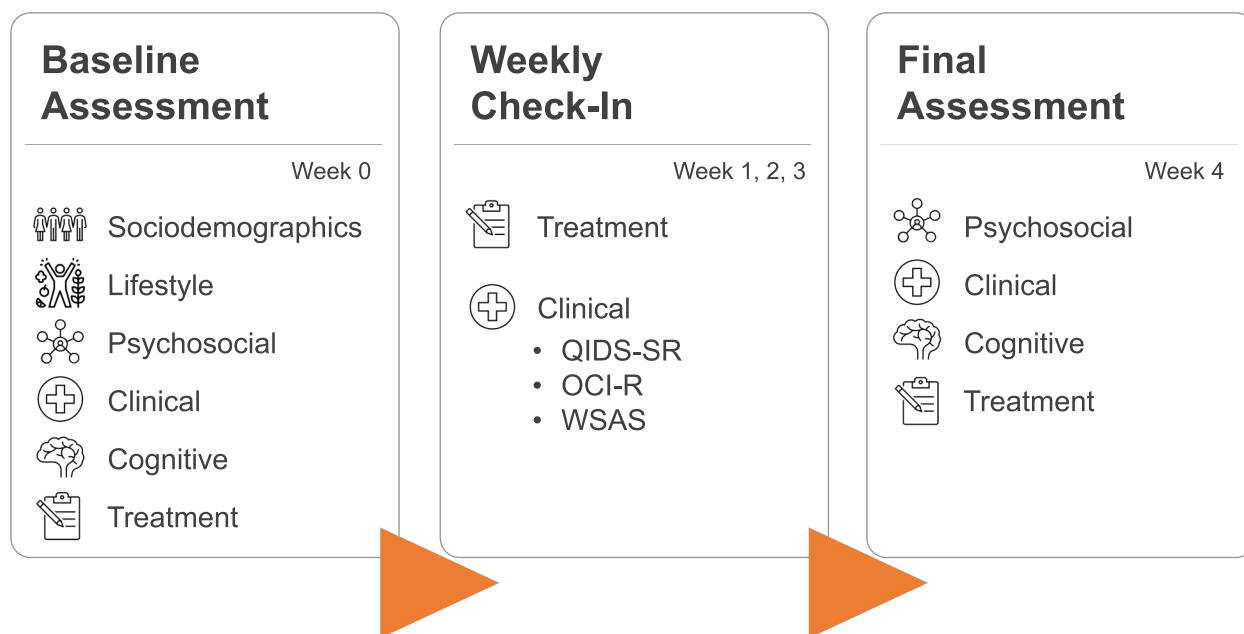 Baseline
Assessment
Week 0
Sociodemographics
Lifestyle
Psychosocial
Clinical
Cognitive
Treatment
Weekly
Check-In
Week 1, 2, 3
Treatment
Clinical
• QIDS-SR
• OCI-R
• WSAS
Final
Assessment
Week 4
Psychosocial
Clinical
Cognitive
Treatment